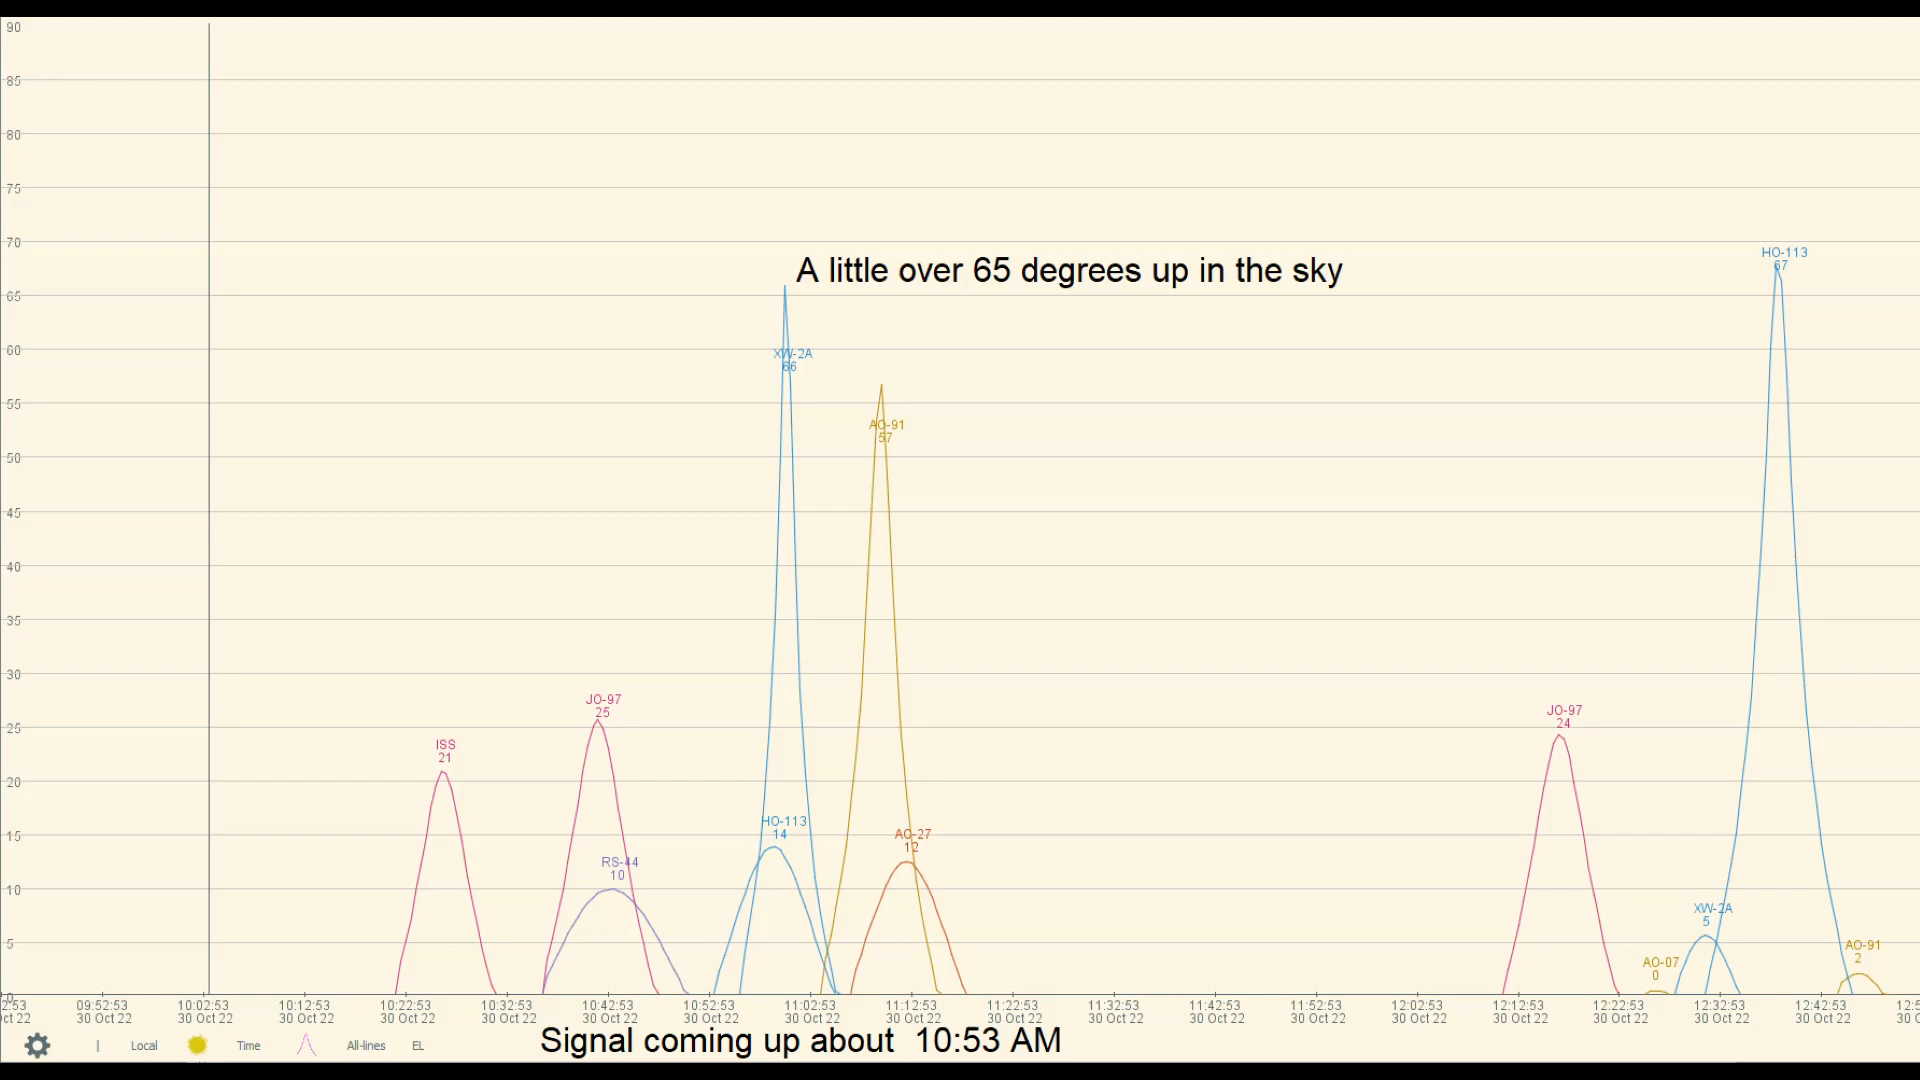 90
85
80
75
70
HO-113
67
A little over 65 degrees up in the sky
65
60
XW-2A
66
55
AO-91
57
50
45
40
35
30
JO-97
25
JO-97
24
25
ISS
21
20
HO-113
14
AO-27
12
15
RS-44
10
10
XW-2A
5
5
AO-91
2
AO-07
0
0
2:53 09:52:53 10:02:53 10:12:53 10:22:53 10:32:53 10:42:53 10:52:53 11:02:53 11:12:53 11:22:53 11:32:53 11:42:53 11:52:53 12:02:53 12:12:53 12:22:53 12:32:53 12:42:53 12:5
ct 22 30 Oct 22 30 Oct 22 30 Oct 22 30 Oct 22 30 Oct 22 30 Oct 22 30 Oct 22 30 Oct 22 30 Oct 22 30 Oct 22 30 Oct 22 30 Oct 22 30 Oct 22 30 Oct 22 30 Oct 22 30 Oct 22 30 Oct 22 30 Oct 22 30 O
Local Time All-lines EL
Signal coming up about 10:53 AM